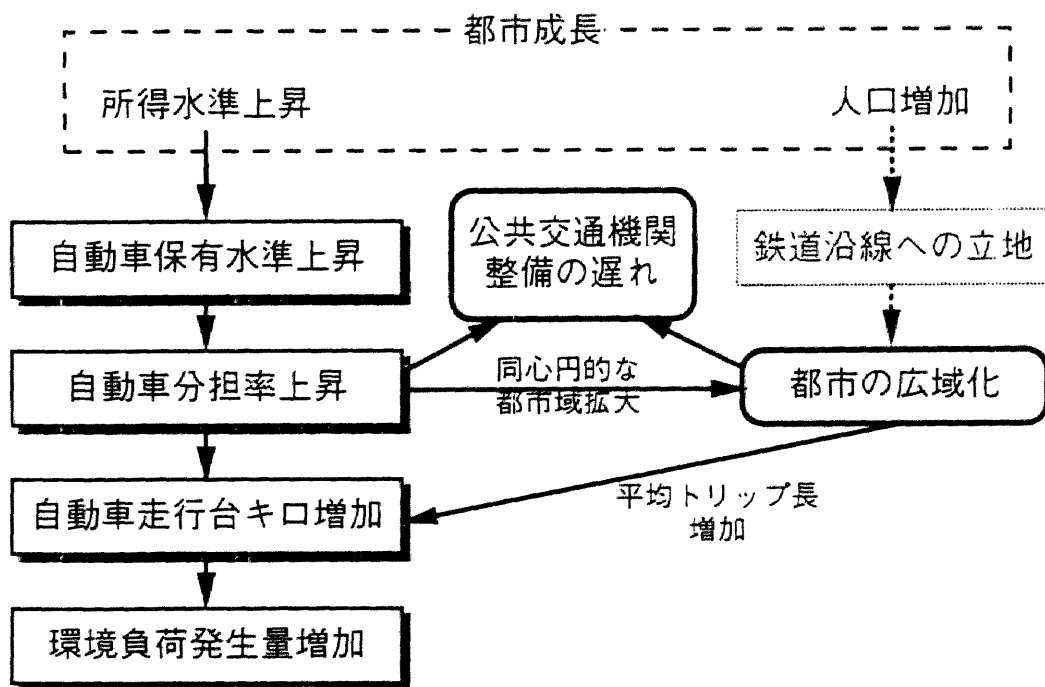 都市成長
所得水準上昇
人口増加
公共交通機関
整備の遅れ
自動車保有水準上昇
鉄道沿線への立地
自動車分担率上昇
同心円的な
都市域拡大
都市の広域化
自動車走行台キロ増加
平均トリップ長
増加
環境負荷発生量増加